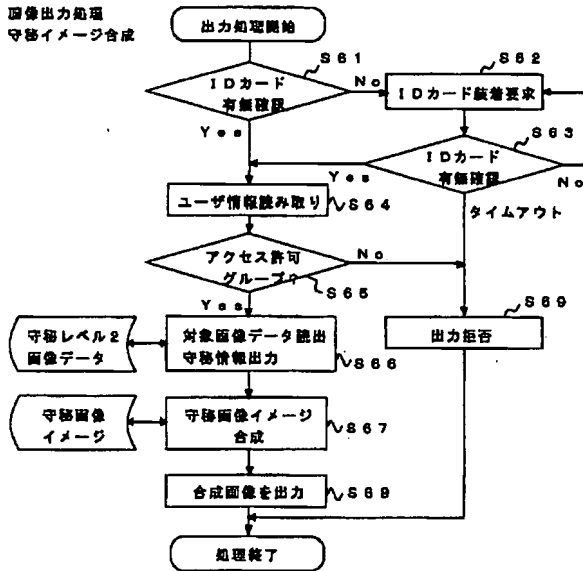 画像出力処理
守秘イメージ合成
出力処理開始
S61
IDカード
有無確認
No
Yes
S62
IDカード装着要求
S63
IDカード
有無確認
Yes
No
タイムアウト
ユーザ情報読み取り
S64
アクセス許可
グループ?
No
S65
Yes
S69
出力拒否
守秘レベル2
画像データ
対象画像データ読出
守秘情報出力
S66
守秘画像
イメージ
守秘画像イメージ
合成
S67
合成画像を出力
S69
処理終了